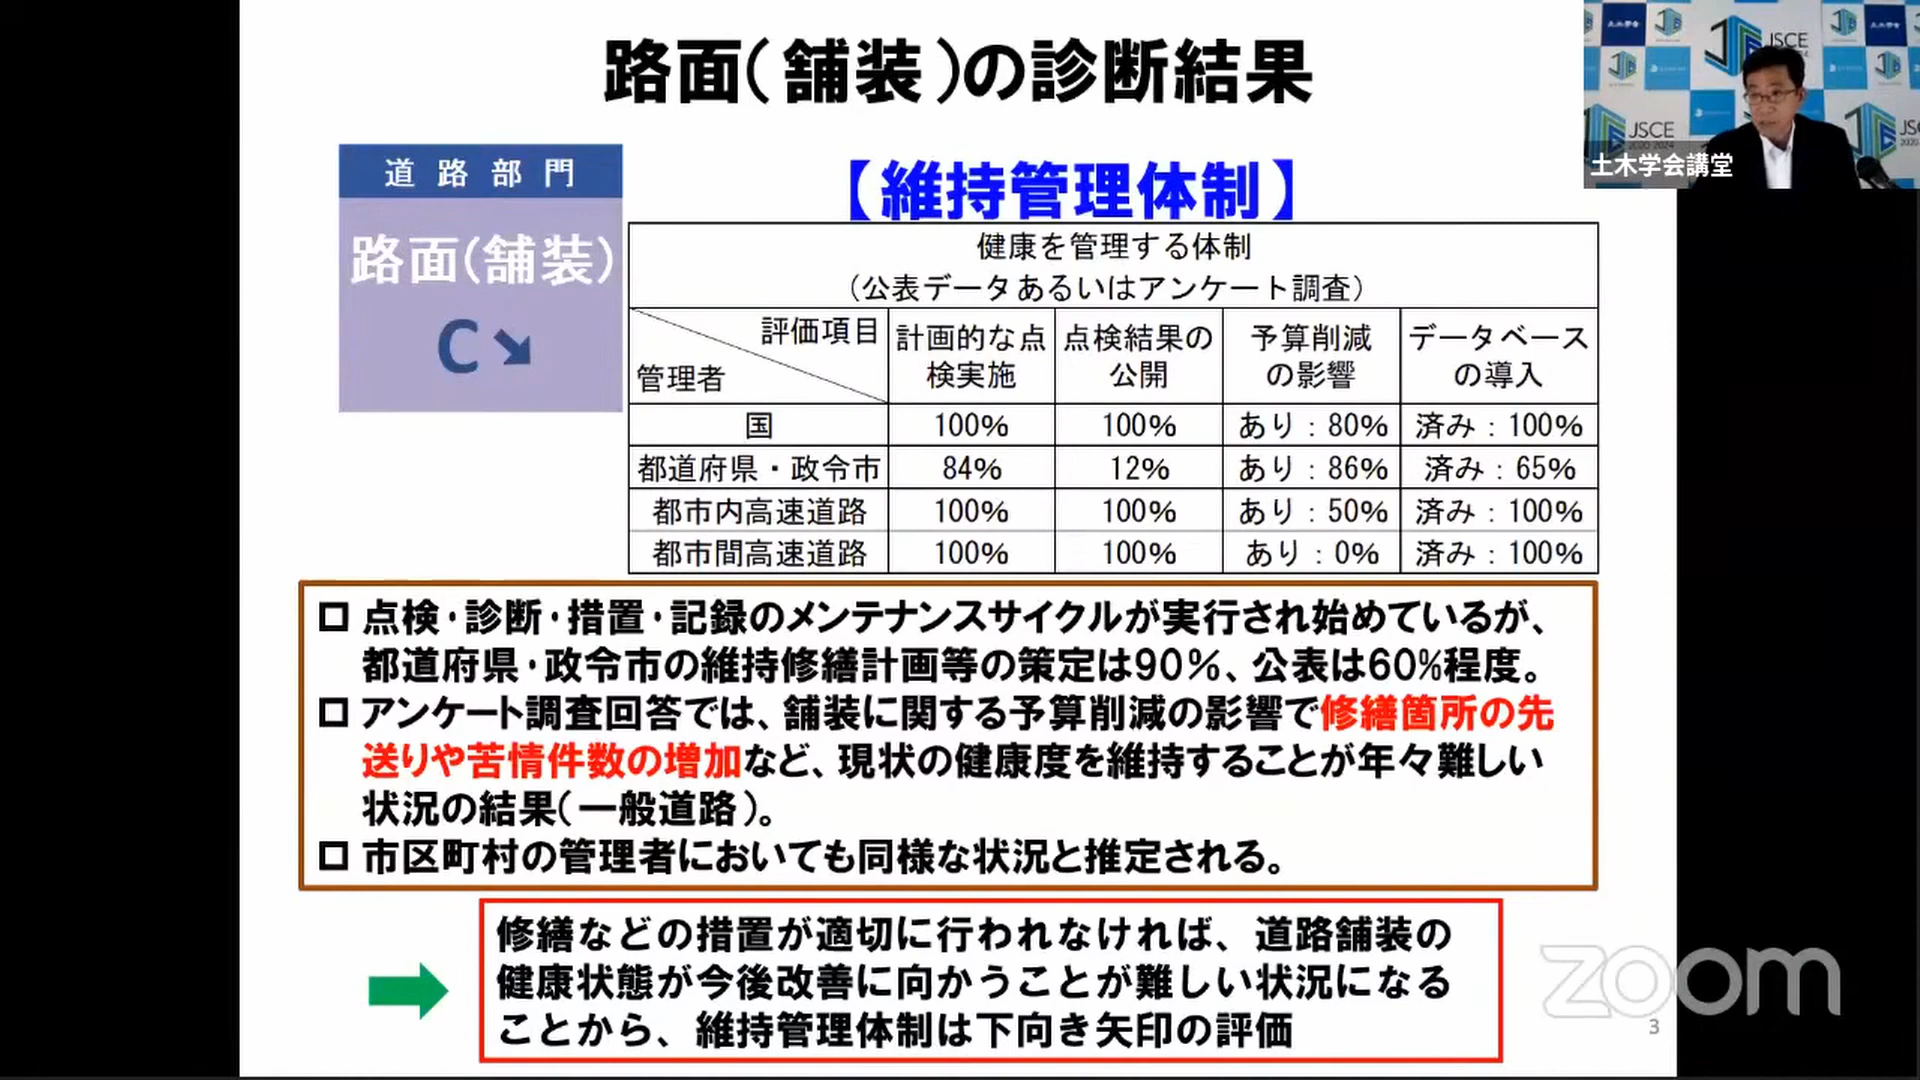 路面（舗装）の診断結果
道路部門
路面(舗装)
C
【維持管理体制】
健康を管理する体制
（公表データあるいはアンケート調査）
評価項目
管理者
計画的な点
検実施
点検結果の
公開
予算削減
の影響
データベース
の導入
国 100% 100% あり：80% 済み：100%
都道府県・政令市 84% 12% あり：86% 済み：65%
都市内高速道路 100% 100% あり：50% 済み：100%
都市間高速道路 100% 100% あり：0% 済み：100%
点検・診断・措置・記録のメンテナンスサイクルが実行され始めているが、
都道府県・政令市の維持修繕計画等の策定は90％、公表は60%程度。
アンケート調査回答では、舗装に関する予算削減の影響で修繕箇所の先
送りや苦情件数の増加など、現状の健康度を維持することが年々難しい
状況の結果（一般道路）。
市区町村の管理者においても同様な状況と推定される。
修繕などの措置が適切に行われなければ、道路舗装の
健康状態が今後改善に向かうことが難しい状況になる
ことから、維持管理体制は下向き矢印の評価
3
zoom
土木学会講堂
JSCE
JSCE
2020-2024